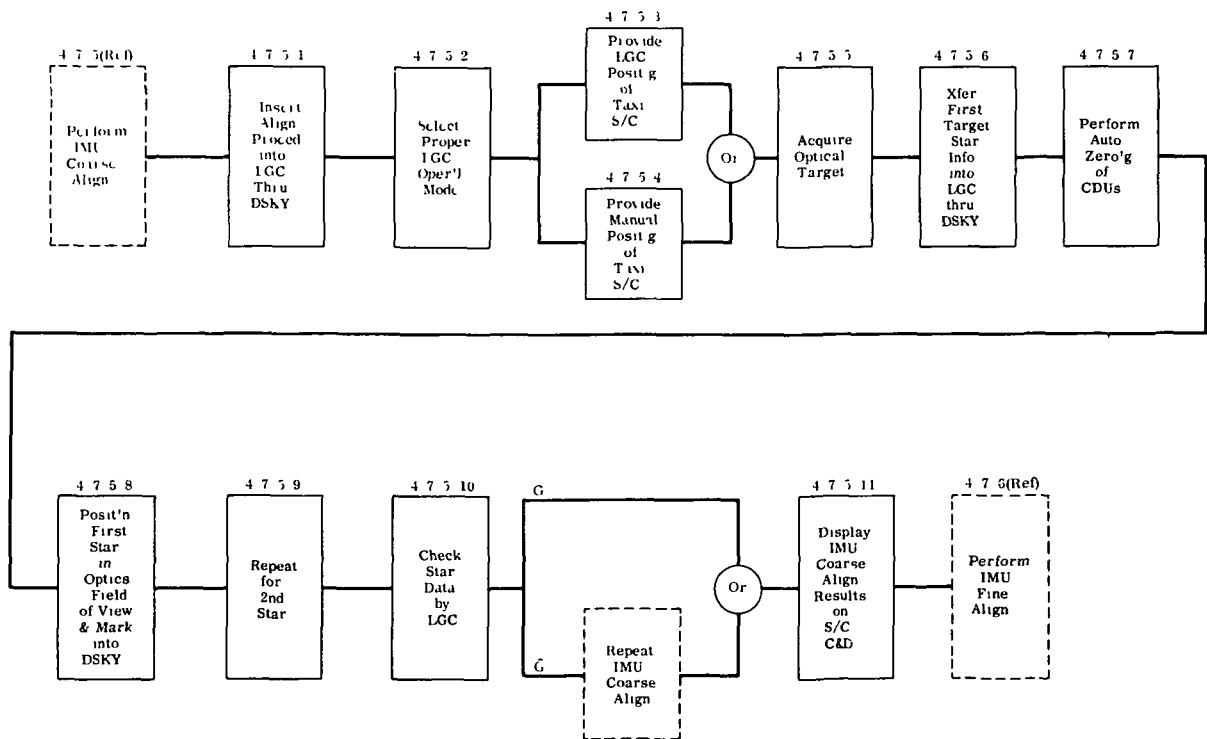 4 7 5(Ref)
Perform
IMU
Coarse
Align
4 7 5 1
Insert
Align
Proced
into
LGC
Thru
DSKY
4 7 5 2
Select
Proper
LGC
Oper'l
Mode
4 7 5 3
Provide
LGC
Posit g
of
Taxi
S/C
4 7 5 4
Provide
Manual
Posit g
of
Taxi
S/C
Or
4 7 5 5
Acquire
Optical
Target
4 7 5 6
Xfer
First
Target
Star
Info
into
LGC
thru
DSKY
4 7 5 7
Perform
Auto
Zero'g
of
CDUs
4 7 5 8
Posit'n
First
Star
in
Optics
Field
of View
& Mark
into
DSKY
4 7 5 9
Repeat
for
2nd
Star
4 7 5 10
Check
Star
Data
by
LGC
G
G̅
Repeat
IMU
Coarse
Align
Or
4 7 5 11
Display
IMU
Coarse
Align
Results
on
S/C
C&D
4 7 6(Ref)
Perform
IMU
Fine
Align